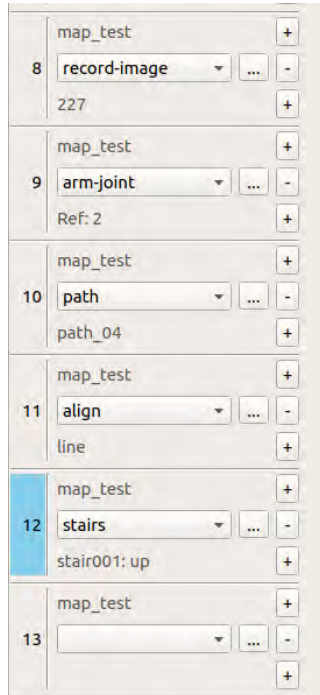 map_test +
8 record-image ... -
227 +
map_test +
9 arm-joint ... -
Ref: 2 +
map_test +
10 path ... -
path_04 +
map_test +
11 align ... -
line +
map_test +
12 stairs ... -
stair001: up +
map_test +
13 ... -
+